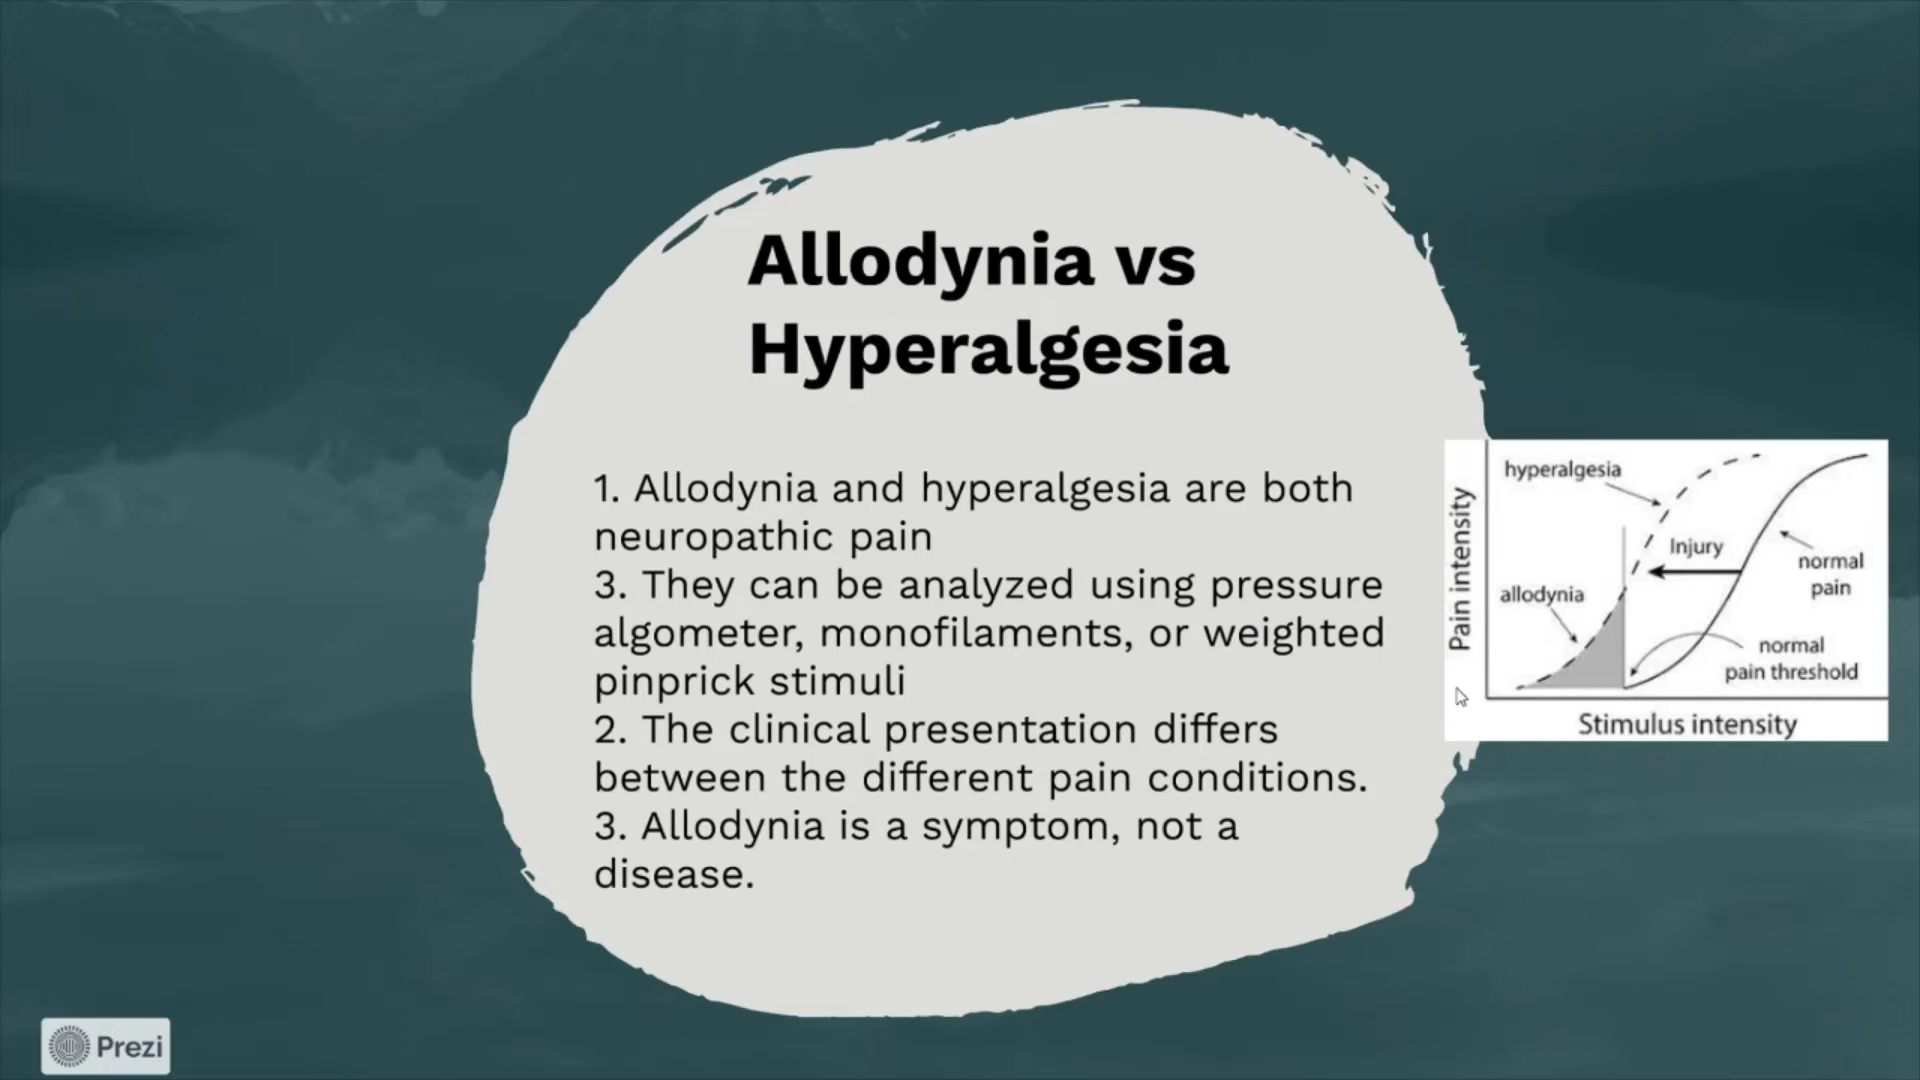 Allodynia vs
Hyperalgesia
1. Allodynia and hyperalgesia are both
neuropathic pain
3. They can be analyzed using pressure
algometer, monofilaments, or weighted
pinprick stimuli
2. The clinical presentation differs
between the different pain conditions.
3. Allodynia is a symptom, not a
disease.
Pain intensity
hyperalgesia
Injury
normal
pain
allodynia
normal
pain threshold
Stimulus intensity
Prezi